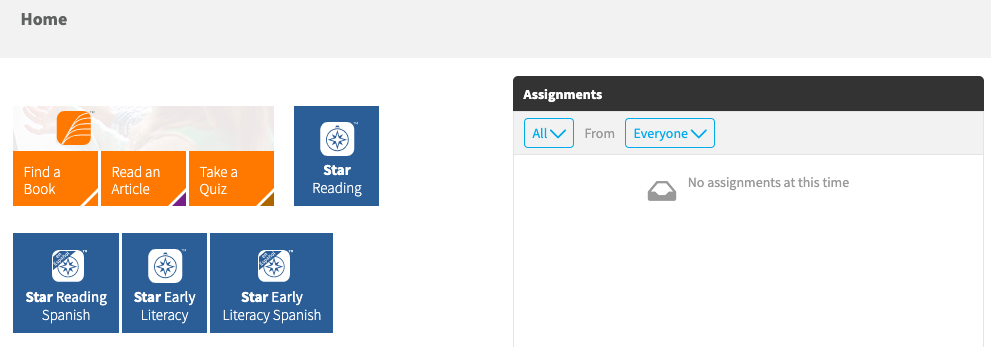 Home
Assignments
All From Everyone
No assignments at this time
Find a
Book
Read an
Article
Take a
Quiz
Star
Reading
Star Reading
Spanish
Star Early
Literacy
Star Early
Literacy Spanish